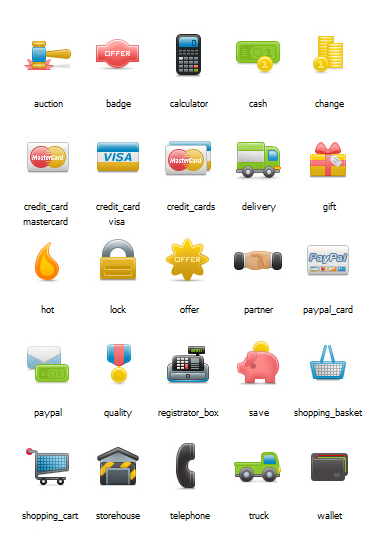 OFFER
auction
badge
calculator
cash
change
MasterCard
VISA
MasterCard
credit_card
mastercard
credit_card
visa
credit_cards
delivery
gift
OFFER
PayPal
hot
lock
offer
partner
paypal_card
paypal
quality
registrator_box
save
shopping_basket
shopping_cart
storehouse
telephone
truck
wallet